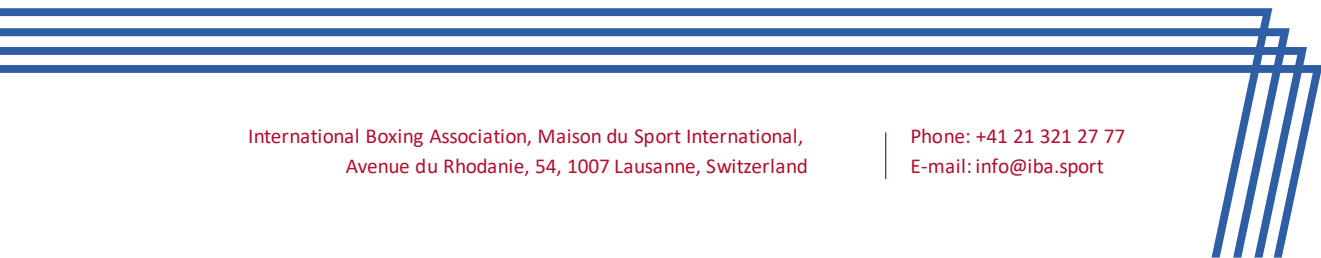 International Boxing Association, Maison du Sport International,
Avenue du Rhodanie, 54, 1007 Lausanne, Switzerland
Phone: +41 21 321 27 77
E-mail: info@iba.sport